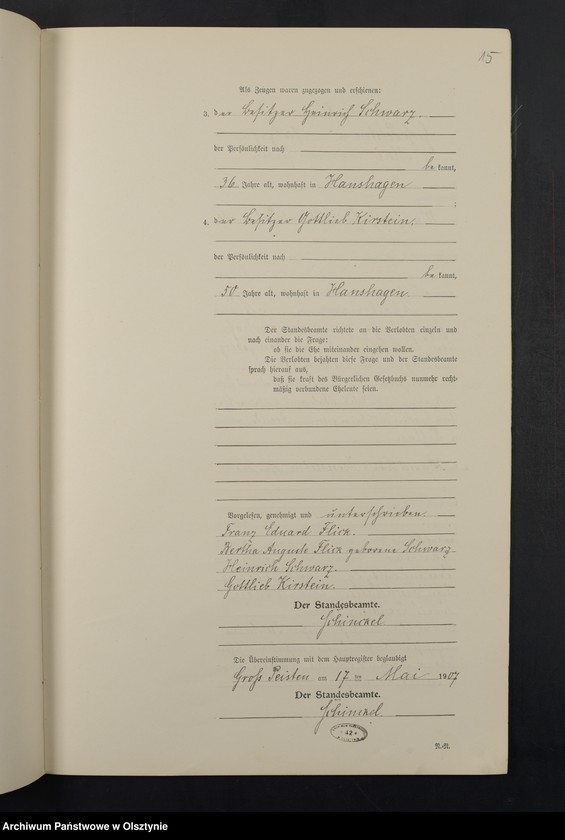 15
Als Zeugen waren zugezogen und erschienen:
3. der Besitzer Heinrich Schwarz.
der Persönlichkeit nach
be kannt,
36 Jahre alt, wohnhaft in Hanshagen
;
4. der Besitzer Gottlieb Kirstein.
der Persönlichkeit nach
be kannt,
50 Jahre alt, wohnhaft in Hanshagen
Der Standesbeamte richtete an die Verlobten einzeln und
nach einander die Frage:
ob sie die Ehe miteinander eingehen wollen.
Die Verlobten bejahten diese Frage und der Standesbeamte
sprach hierauf aus,
daß sie kraft des Bürgerlichen Gesetzbuchs nunmehr recht-
mäßig verbundene Eheleute seien.
Vorgelesen, genehmigt und unterschrieben.
Franz Eduard Flick.
Bertha Auguste Flick geborene Schwarz
Heinrich Schwarz.
Gottlieb Kirstein.
Der Standesbeamte.
Schinckel
Die Übereinstimmung mit dem Hauptregister beglaubigt
Gross Peisten am 17 ten Mai 1907
Der Standesbeamte.
Schinckel.
42
Archiwum Państwowe w Olsztynie